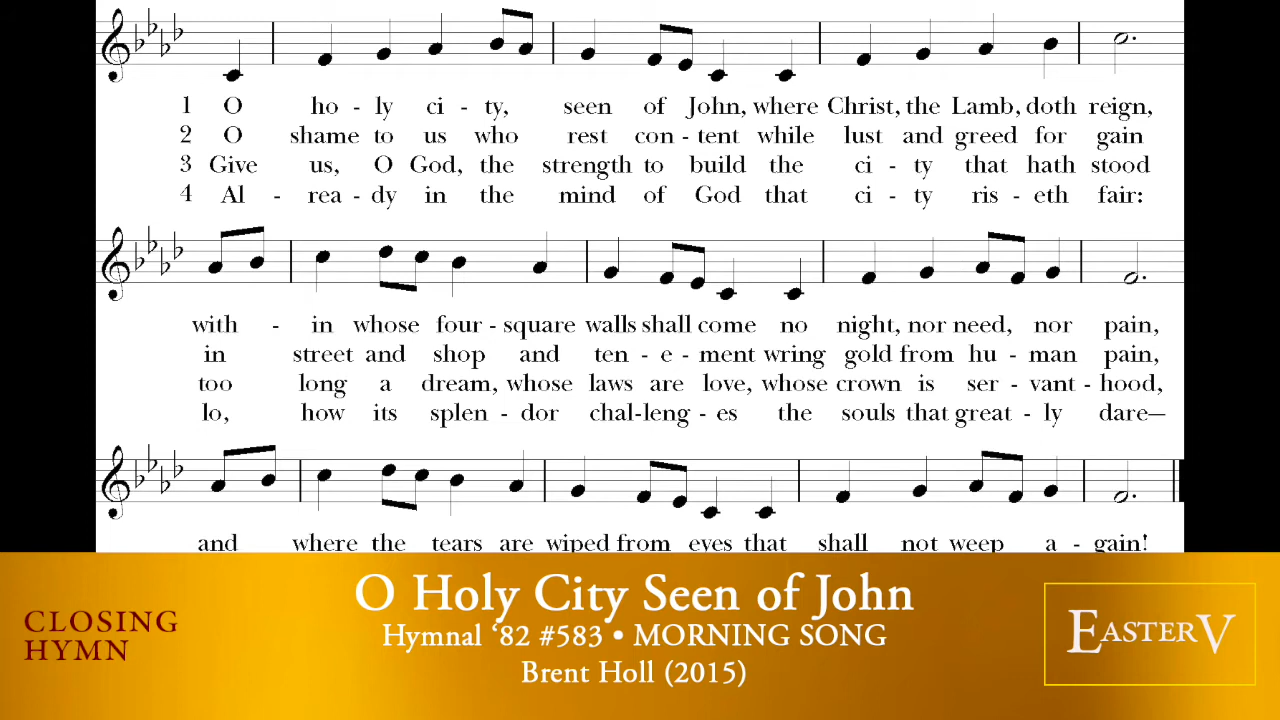 1 O ho - ly ci - ty, seen of John, where Christ, the Lamb, doth reign,
2 O shame to us who rest con - tent while lust and greed for gain
3 Give us, O God, the strength to build the ci - ty that hath stood
4 Al - rea - dy in the mind of God that ci - ty ris - eth fair:
with - in whose four - square walls shall come no night, nor need, nor pain,
in street and shop and ten - e - ment wring gold from hu - man pain,
too long a dream, whose laws are love, whose crown is ser - vant - hood,
lo, how its splen - dor chal - leng - es the souls that great - ly dare—
and where the tears are wiped from eyes that shall not weep a - gain!
CLOSING
HYMN
O Holy City Seen of John
Hymnal ‘82 #583 • MORNING SONG
Brent Holl (2015)
EASTER V